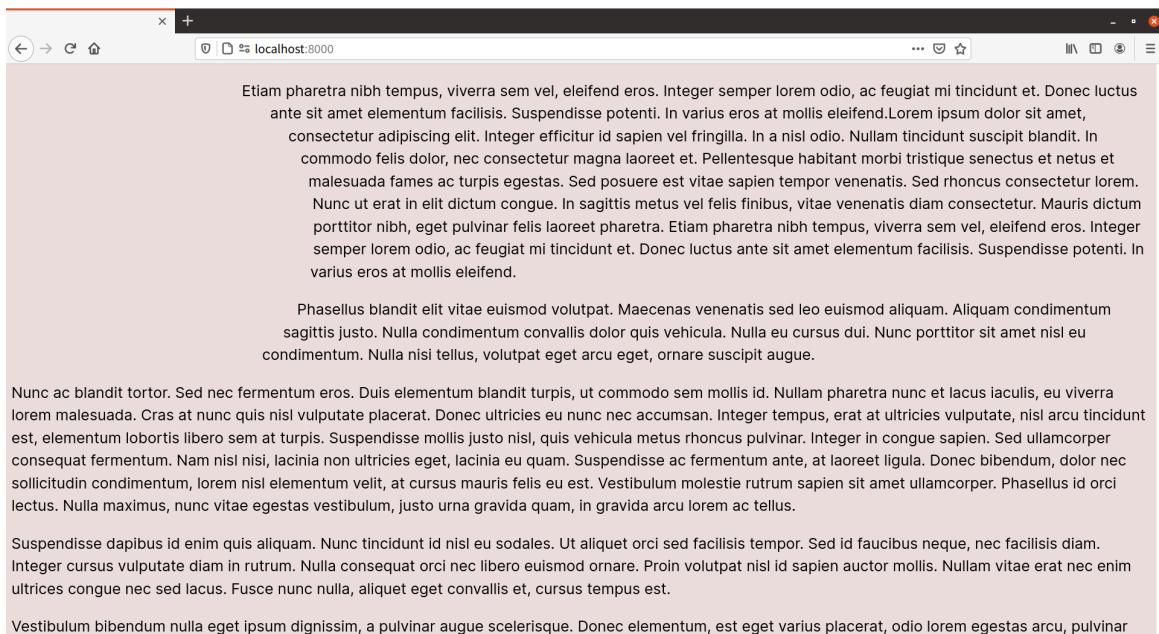 localhost:8000
Etiam pharetra nibh tempus, viverra sem vel, eleifend eros. Integer semper lorem odio, ac feugiat mi tincidunt et. Donec luctus
ante sit amet elementum facilisis. Suspendisse potenti. In varius eros at mollis eleifend.Lorem ipsum dolor sit amet,
consectetur adipiscing elit. Integer efficitur id sapien vel fringilla. In a nisl odio. Nullam tincidunt suscipit blandit. In
commodo felis dolor, nec consectetur magna laoreet et. Pellentesque habitant morbi tristique senectus et netus et
malesuada fames ac turpis egestas. Sed posuere est vitae sapien tempor venenatis. Sed rhoncus consectetur lorem.
Nunc ut erat in elit dictum congue. In sagittis metus vel felis finibus, vitae venenatis diam consectetur. Mauris dictum
porttitor nibh, eget pulvinar felis laoreet pharetra. Etiam pharetra nibh tempus, viverra sem vel, eleifend eros. Integer
semper lorem odio, ac feugiat mi tincidunt et. Donec luctus ante sit amet elementum facilisis. Suspendisse potenti. In
varius eros at mollis eleifend.
Phasellus blandit elit vitae euismod volutpat. Maecenas venenatis sed leo euismod aliquam. Aliquam condimentum
sagittis justo. Nulla condimentum convallis dolor quis vehicula. Nulla eu cursus dui. Nunc porttitor sit amet nisl eu
condimentum. Nulla nisi tellus, volutpat eget arcu eget, ornare suscipit augue.
Nunc ac blandit tortor. Sed nec fermentum eros. Duis elementum blandit turpis, ut commodo sem mollis id. Nullam pharetra nunc et lacus iaculis, eu viverra
lorem malesuada. Cras at nunc quis nisl vulputate placerat. Donec ultricies eu nunc nec accumsan. Integer tempus, erat at ultricies vulputate, nisl arcu tincidunt
est, elementum lobortis libero sem at turpis. Suspendisse mollis justo nisl, quis vehicula metus rhoncus pulvinar. Integer in congue sapien. Sed ullamcorper
consequat fermentum. Nam nisl nisi, lacinia non ultricies eget, lacinia eu quam. Suspendisse ac fermentum ante, at laoreet ligula. Donec bibendum, dolor nec
sollicitudin condimentum, lorem nisl elementum velit, at cursus mauris felis eu est. Vestibulum molestie rutrum sapien sit amet ullamcorper. Phasellus id orci
lectus. Nulla maximus, nunc vitae egestas vestibulum, justo urna gravida quam, in gravida arcu lorem ac tellus.
Suspendisse dapibus id enim quis aliquam. Nunc tincidunt id nisl eu sodales. Ut aliquet orci sed facilisis tempor. Sed id faucibus neque, nec facilisis diam.
Integer cursus vulputate diam in rutrum. Nulla consequat orci nec libero euismod ornare. Proin volutpat nisl id sapien auctor mollis. Nullam vitae erat nec enim
ultrices congue nec sed lacus. Fusce nunc nulla, aliquet eget convallis et, cursus tempus est.
Vestibulum bibendum nulla eget ipsum dignissim, a pulvinar augue scelerisque. Donec elementum, est eget varius placerat, odio lorem egestas arcu, pulvinar